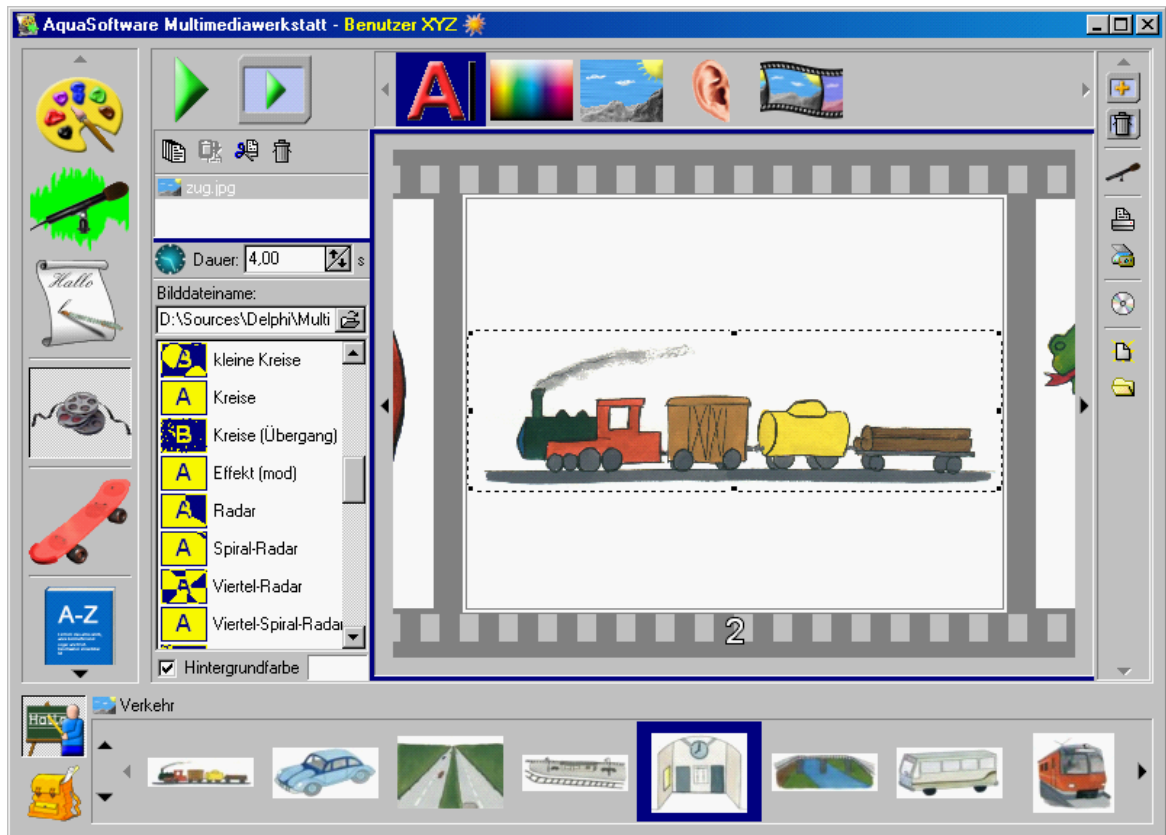 AquaSoftware Multimediawerkstatt - Benutzer XYZ
A
Hallo
zug.jpg
Dauer: 4,00 s
Bilddateiname:
D:\Sources\Delphi\Multi
B kleine Kreise
A Kreise
B Kreise (Übergang)
A Effekt (mod)
A Radar
A Spiral-Radar
A Viertel-Radar
A Viertel-Spiral-Radar
A-Z
Hintergrundfarbe
2
Hallo
Verkehr